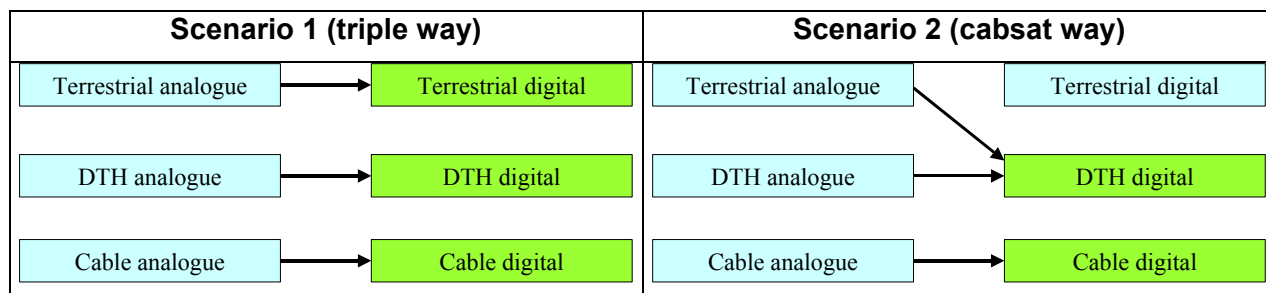 Scenario 1 (triple way)
Terrestrial analogue
Terrestrial digital
DTH analogue
DTH digital
Cable analogue
Cable digital
Scenario 2 (cabsat way)
Terrestrial analogue
Terrestrial digital
DTH analogue
DTH digital
Cable analogue
Cable digital